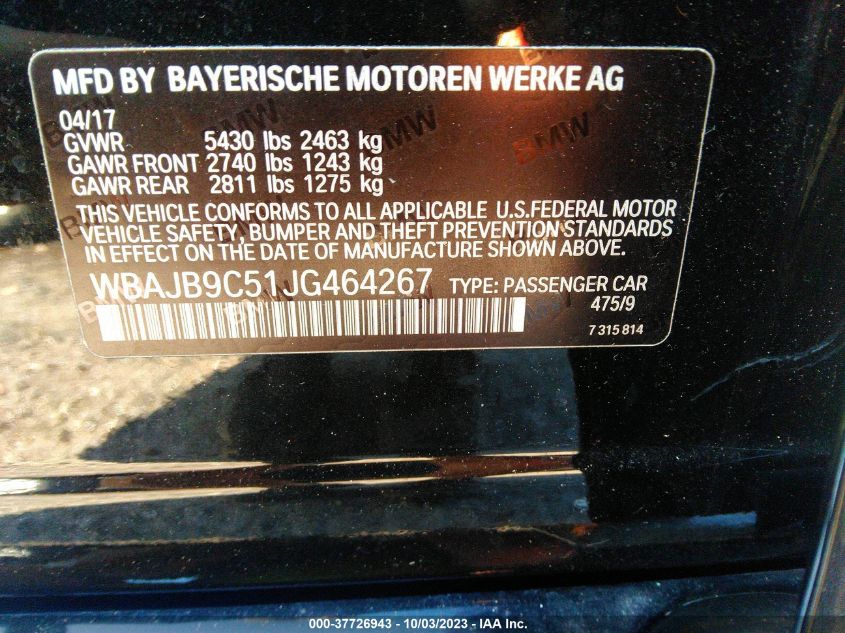 MFD BY BAYERISCHE MOTOREN WERKE AG
04/17
GVWR 5430 lbs 2463 kg
GAWR FRONT 2740 lbs 1243 kg
GAWR REAR 2811 lbs 1275 kg
THIS VEHICLE CONFORMS TO ALL APPLICABLE U.S.FEDERAL MOTOR
VEHICLE SAFETY, BUMPER AND THEFT PREVENTION STANDARDS
IN EFFECT ON THE DATE OF MANUFACTURE SHOWN ABOVE.
WBAJB9C51JG464267 TYPE: PASSENGER CAR
475/9
7 315 814
BMW
BMW
BMW
000-37726943 - 10/03/2023 - IAA Inc.